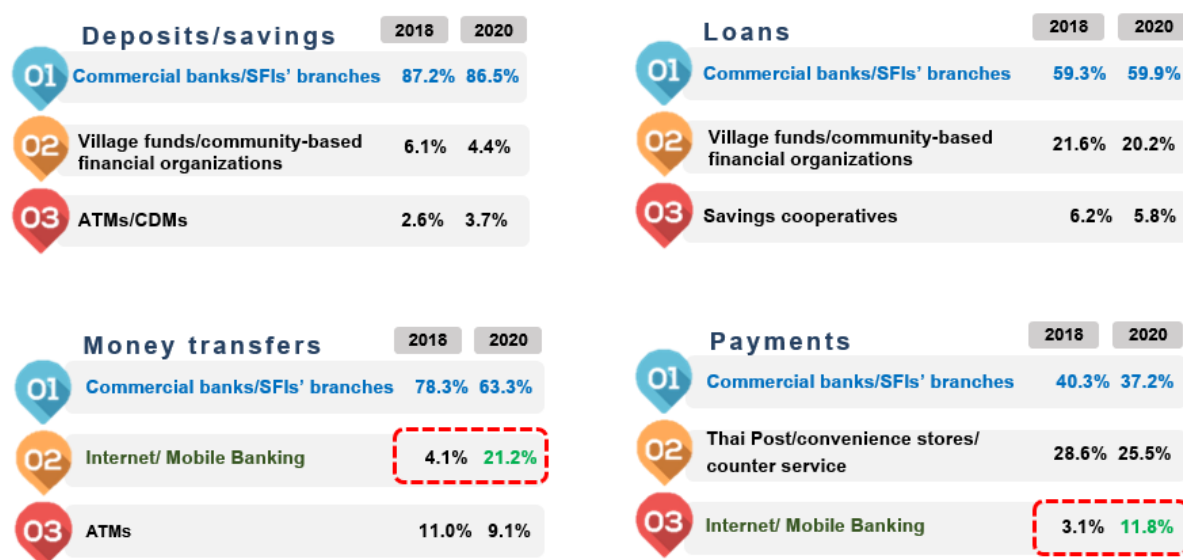 Deposits/savings 2018 2020
01 Commercial banks/SFIs' branches 87.2% 86.5%
02 Village funds/community-based
financial organizations 6.1% 4.4%
03 ATMs/CDMs 2.6% 3.7%
Loans 2018 2020
01 Commercial banks/SFIs' branches 59.3% 59.9%
02 Village funds/community-based
financial organizations 21.6% 20.2%
03 Savings cooperatives 6.2% 5.8%
Money transfers 2018 2020
01 Commercial banks/SFIs' branches 78.3% 63.3%
02 Internet/ Mobile Banking 4.1% 21.2%
03 ATMs 11.0% 9.1%
Payments 2018 2020
01 Commercial banks/SFIs' branches 40.3% 37.2%
02 Thai Post/convenience stores/
counter service 28.6% 25.5%
03 Internet/ Mobile Banking 3.1% 11.8%